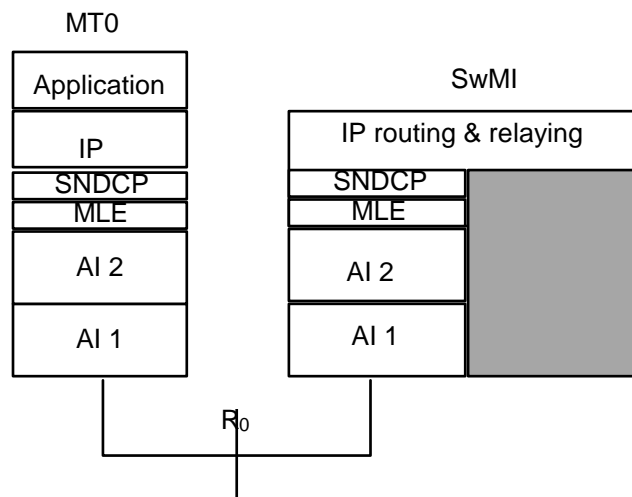 MT0
Application
IP
SNDCP
MLE
AI 2
AI 1
SwMI
IP routing & relaying
SNDCP
MLE
AI 2
AI 1
R₀